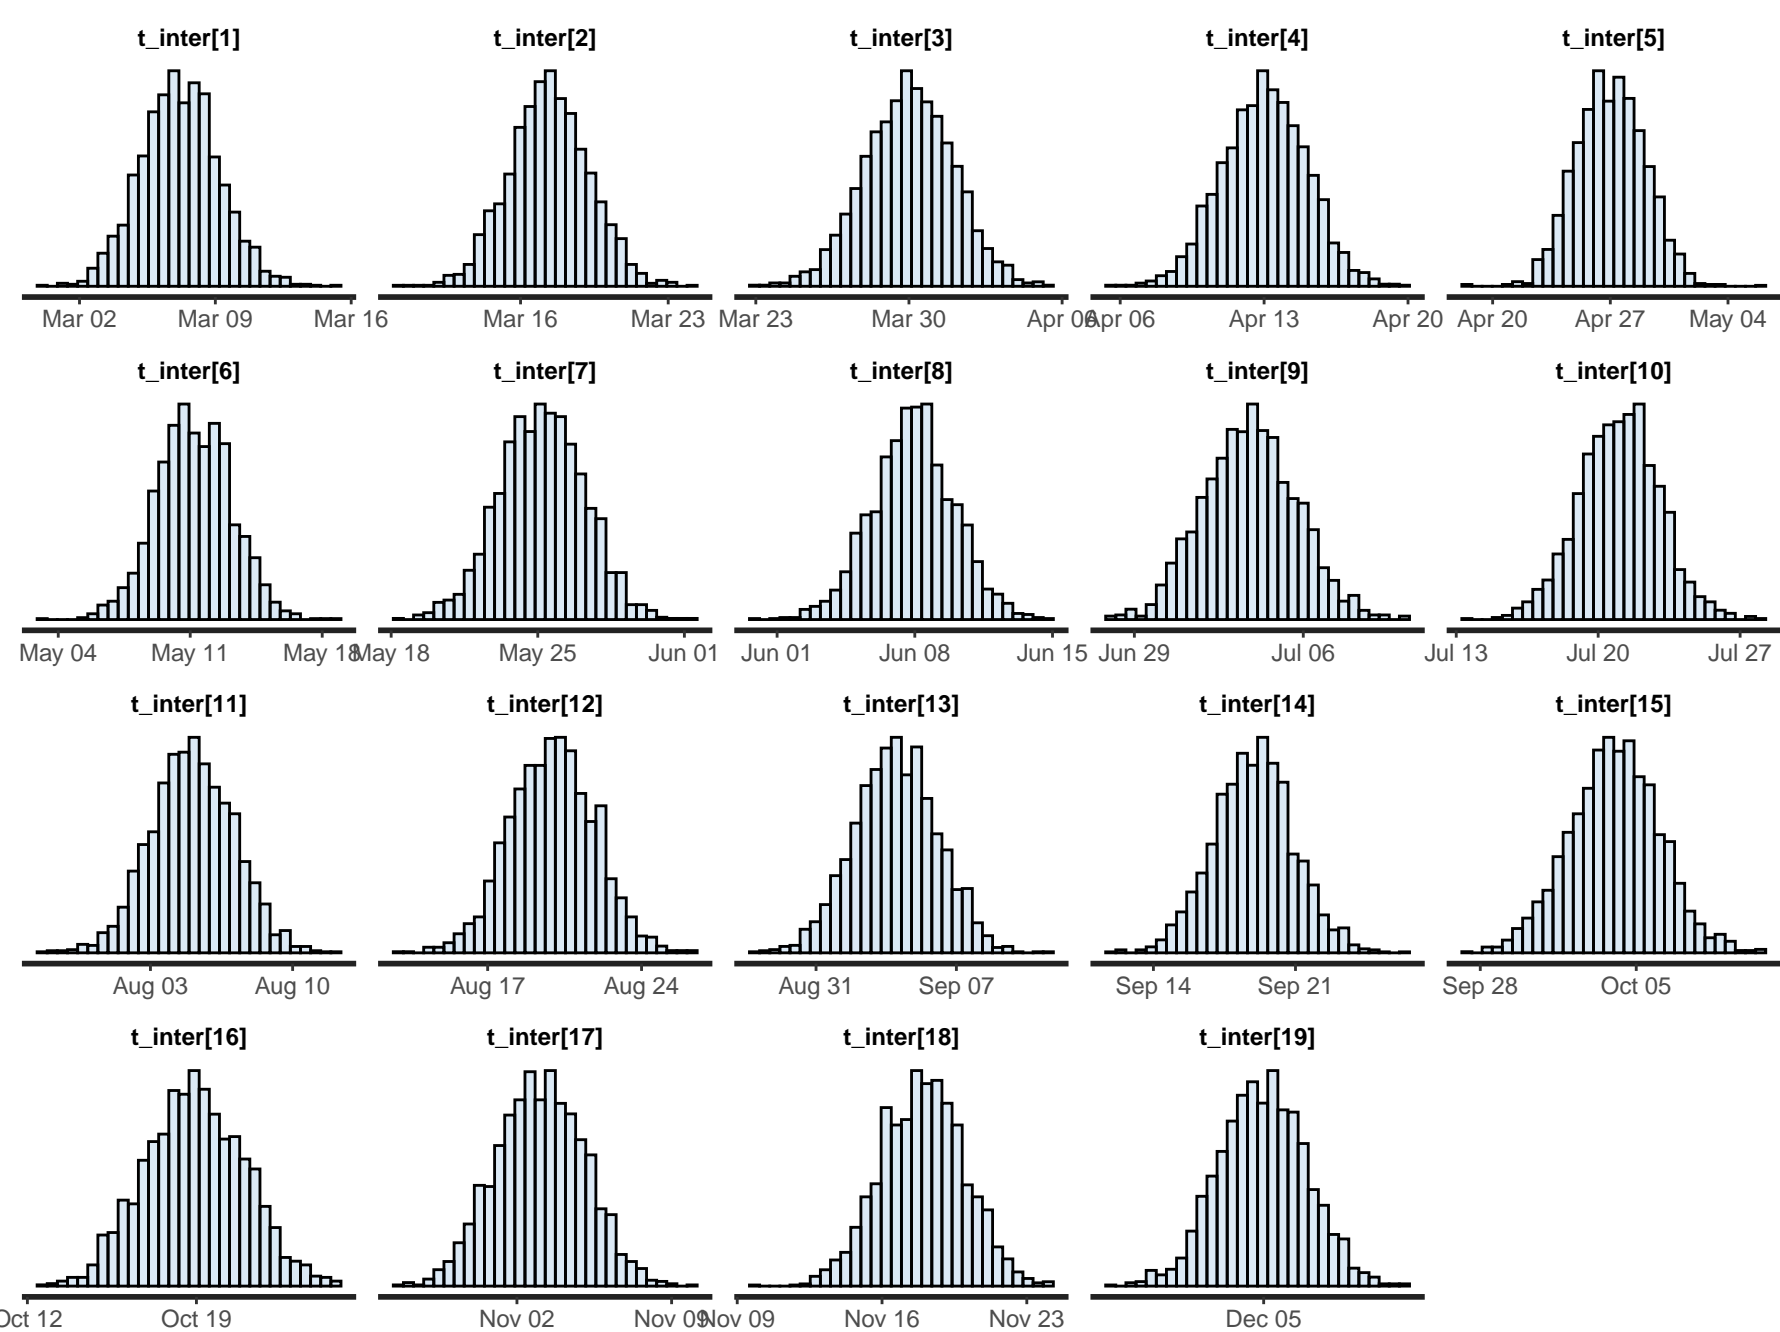 t_inter[1] t_inter[2] t_inter[3] t_inter[4] t_inter[5]
Mar 02 Mar 09 Mar 16 Mar 16 Mar 23 Mar 23 Mar 30 Apr 06 Apr 06 Apr 13 Apr 20 Apr 20 Apr 27 May 04
t_inter[6] t_inter[7] t_inter[8] t_inter[9] t_inter[10]
May 04 May 11 May 18 May 18 May 25 Jun 01 Jun 01 Jun 08 Jun 15 Jun 29 Jul 06 Jul 13 Jul 20 Jul 27
t_inter[11] t_inter[12] t_inter[13] t_inter[14] t_inter[15]
Aug 03 Aug 10 Aug 17 Aug 24 Aug 31 Sep 07 Sep 14 Sep 21 Sep 28 Oct 05
t_inter[16] t_inter[17] t_inter[18] t_inter[19]
Oct 12 Oct 19 Nov 02 Nov 09 Nov 09 Nov 16 Nov 23 Dec 05